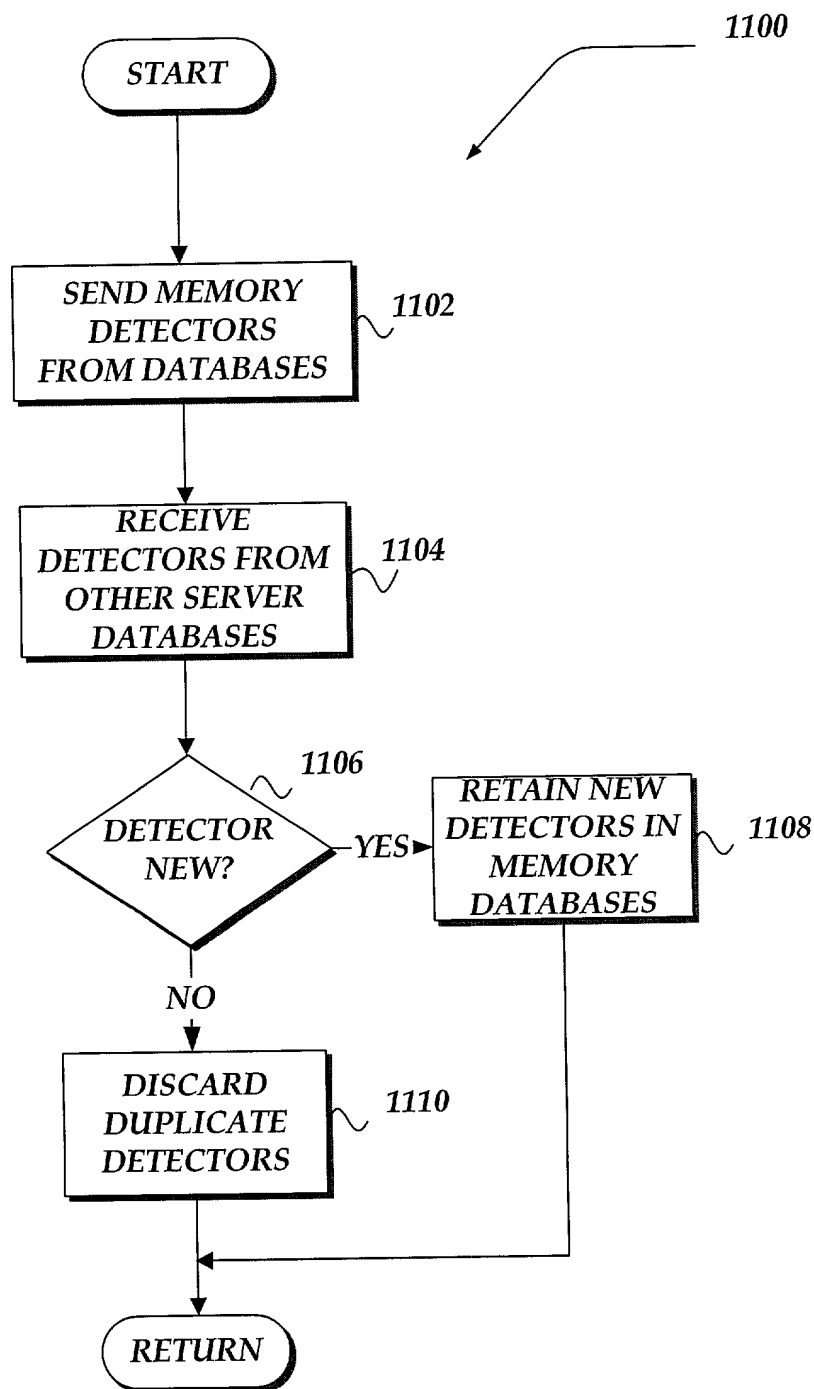 1100
START
SEND MEMORY
DETECTORS
FROM DATABASES
1102
RECEIVE
DETECTORS FROM
OTHER SERVER
DATABASES
1104
1106
DETECTOR
NEW?
YES
RETAIN NEW
DETECTORS IN
MEMORY
DATABASES
1108
NO
DISCARD
DUPLICATE
DETECTORS
1110
RETURN